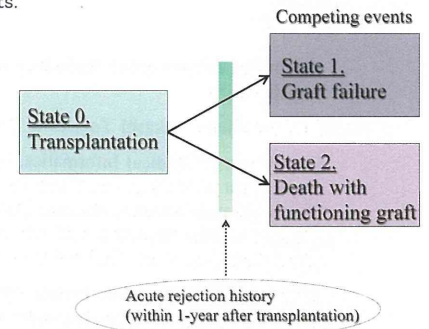 ts.
Competing events
State 1.
Graft failure
State 0.
Transplantation
State 2.
Death with
functioning graft
Acute rejection history
(within 1-year after transplantation)